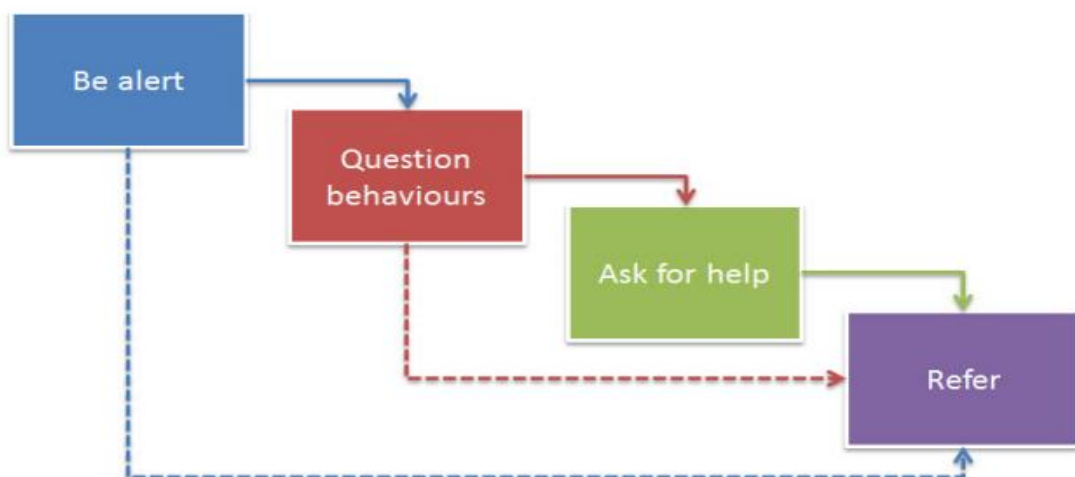 Be alert
Question
behaviours
Ask for help
Refer